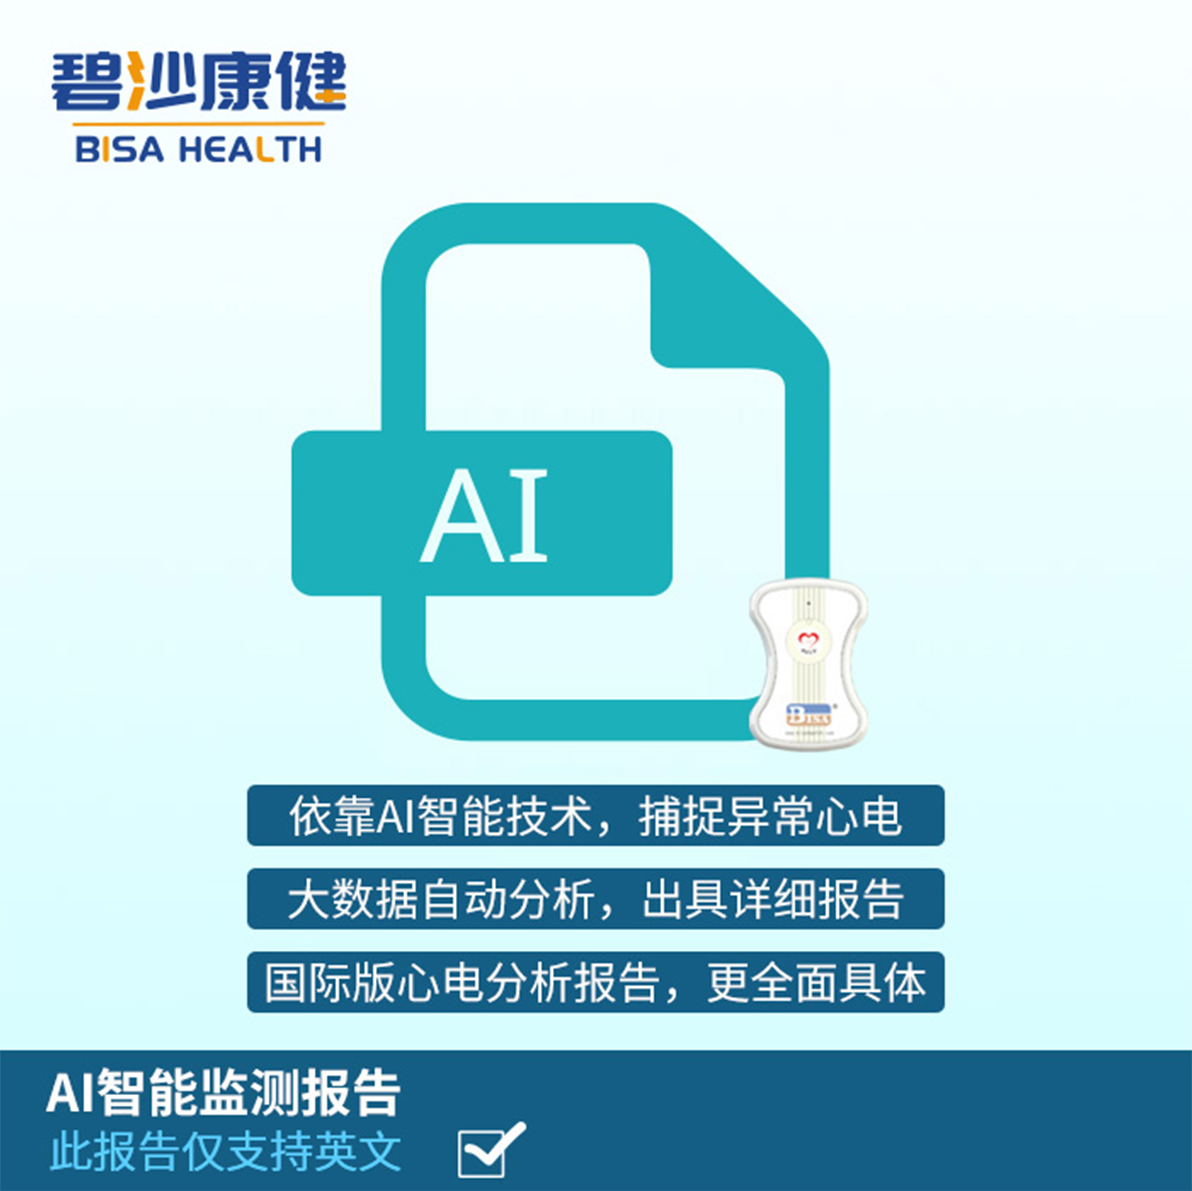 碧沙康健
BISA HEALTH
AI
BISA
依靠AI智能技术，捕捉异常心电
大数据自动分析，出具详细报告
国际版心电分析报告，更全面具体
AI智能监测报告
此报告仅支持英文